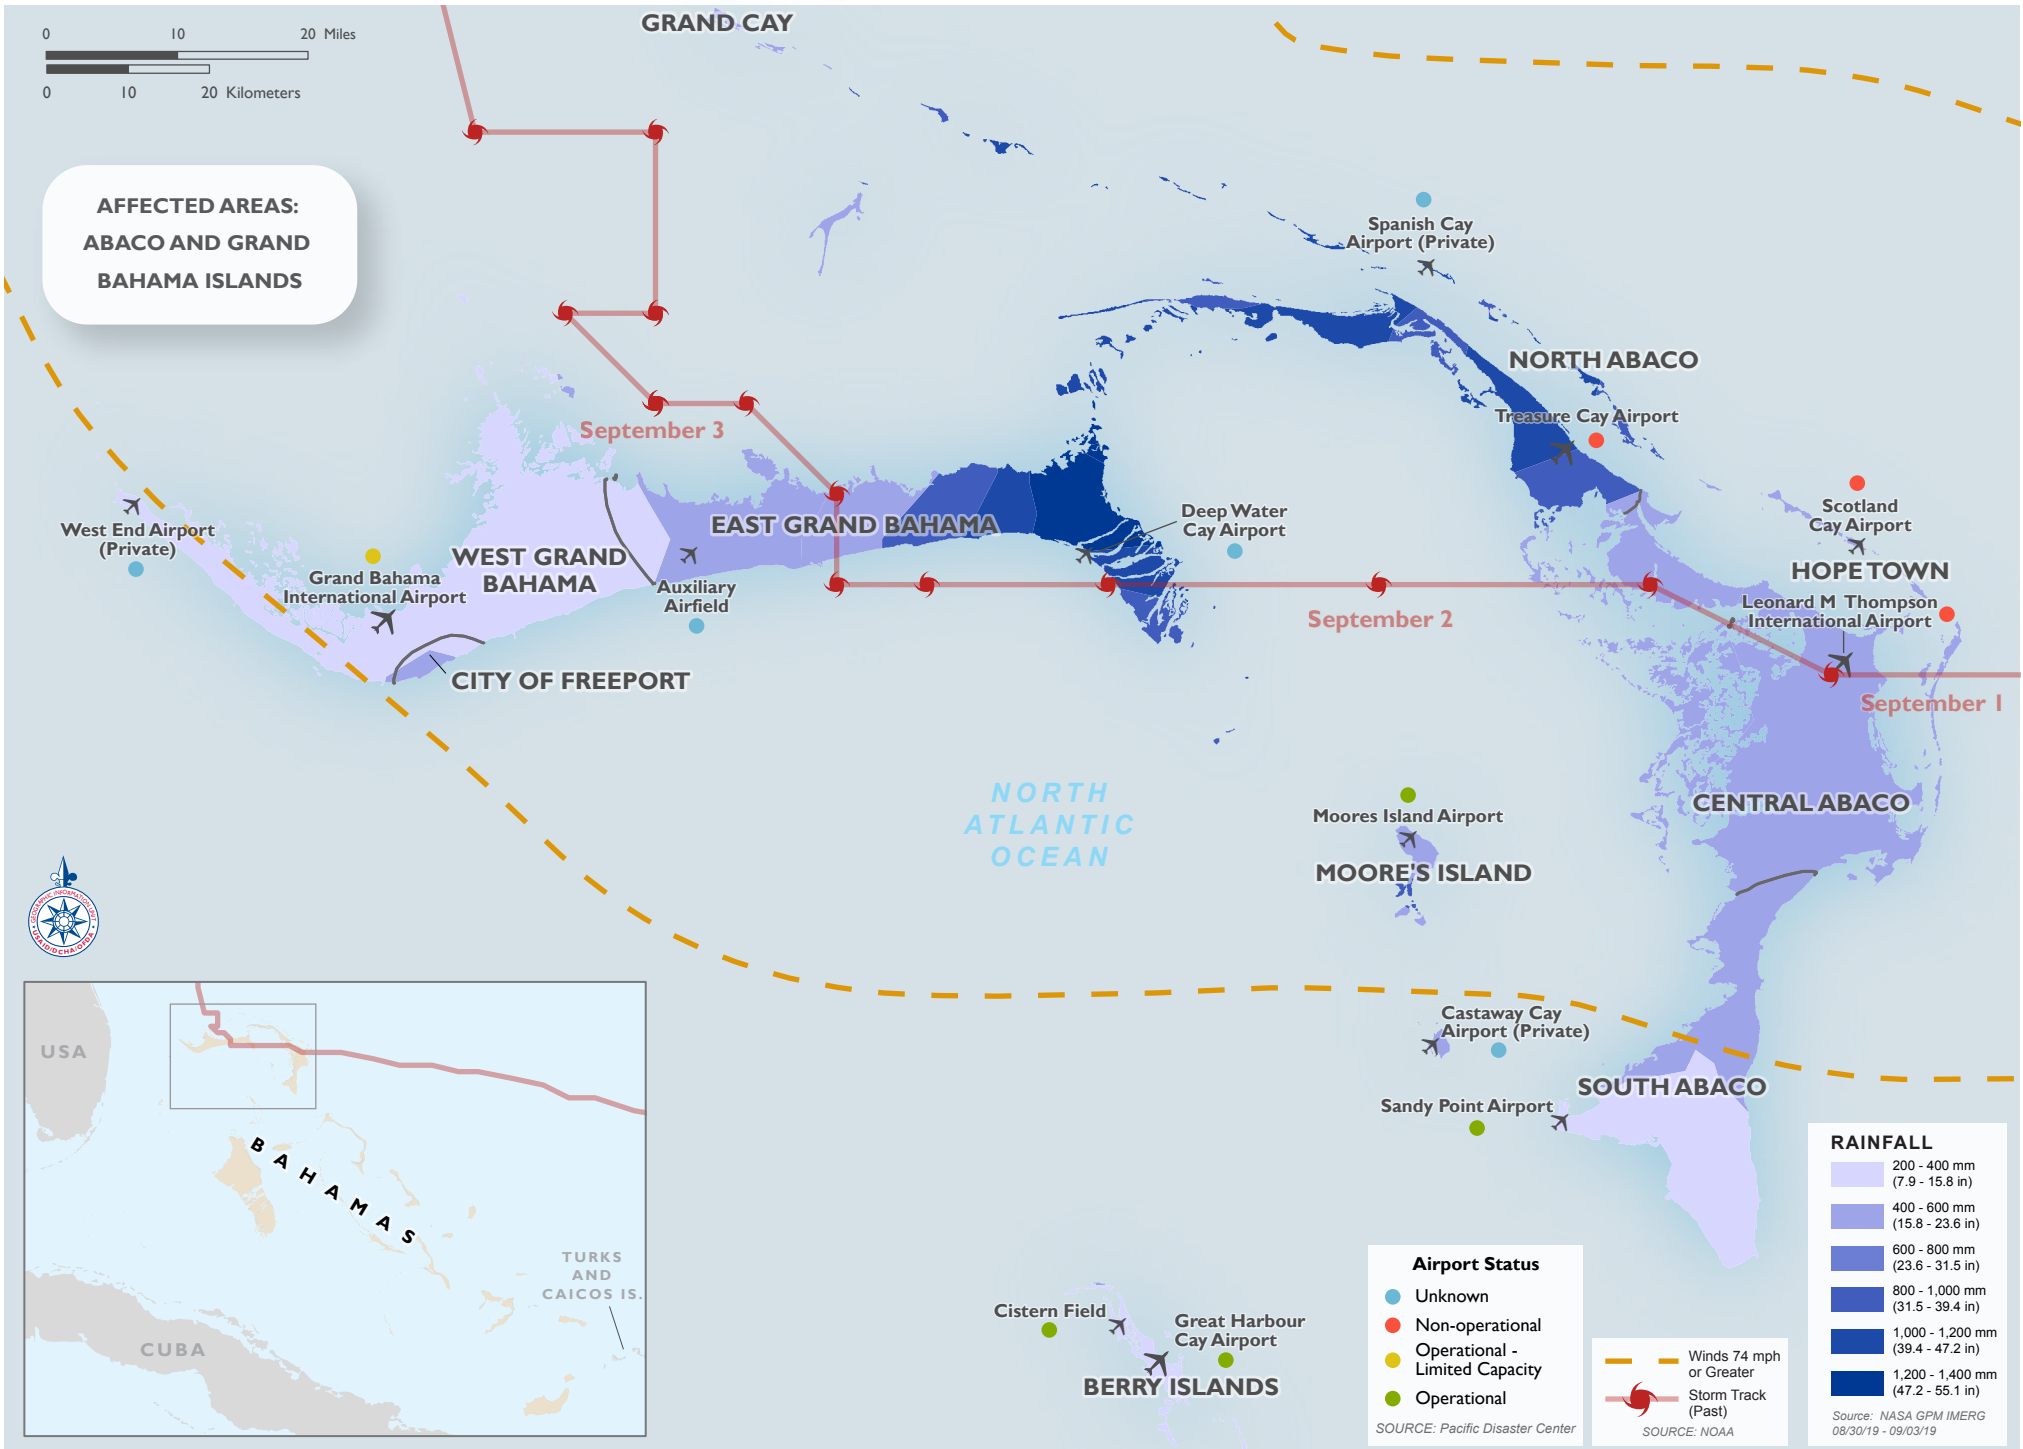 GRAND CAY
0 10 20 Miles
0 10 20 Kilometers
AFFECTED AREAS:
ABACO AND GRAND
BAHAMA ISLANDS
Spanish Cay
Airport (Private)
NORTH ABACO
Treasure Cay Airport
September 3
Scotland
Cay Airport
West End Airport
(Private)
Grand Bahama
International Airport
WEST GRAND
BAHAMA
EAST GRAND BAHAMA
Auxiliary
Airfield
Deep Water
Cay Airport
HOPE TOWN
Leonard M Thompson
International Airport
September 2
CITY OF FREEPORT
September 1
NORTH
ATLANTIC
OCEAN
Moores Island Airport
MOORE'S ISLAND
CENTRAL ABACO
GEOGRAPHIC INFORMATION UNIT
USAID/DCHA/OFDA
Castaway Cay
Airport (Private)
SOUTH ABACO
Sandy Point Airport
USA
BAHAMAS
TURKS
AND
CAICOS IS.
CUBA
Cistern Field
Great Harbour
Cay Airport
BERRY ISLANDS
Airport Status
Unknown
Non-operational
Operational -
Limited Capacity
Operational
SOURCE: Pacific Disaster Center
Winds 74 mph
or Greater
Storm Track
(Past)
SOURCE: NOAA
RAINFALL
200 - 400 mm
(7.9 - 15.8 in)
400 - 600 mm
(15.8 - 23.6 in)
600 - 800 mm
(23.6 - 31.5 in)
800 - 1,000 mm
(31.5 - 39.4 in)
1,000 - 1,200 mm
(39.4 - 47.2 in)
1,200 - 1,400 mm
(47.2 - 55.1 in)
Source: NASA GPM IMERG
08/30/19 - 09/03/19